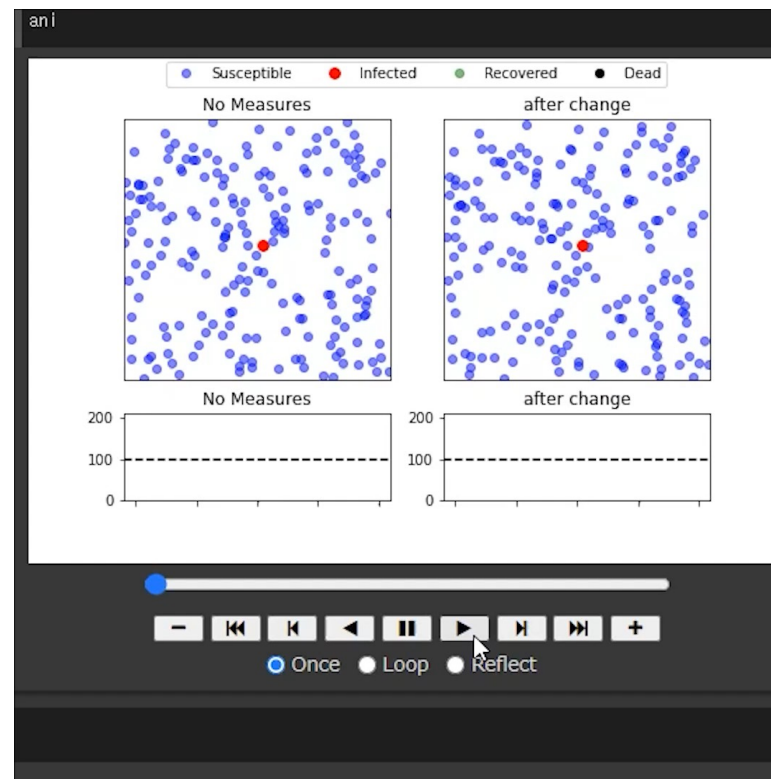 ani
Susceptible Infected Recovered Dead
No Measures after change
No Measures after change
200 200
100 100
0 0
Once Loop Reflect